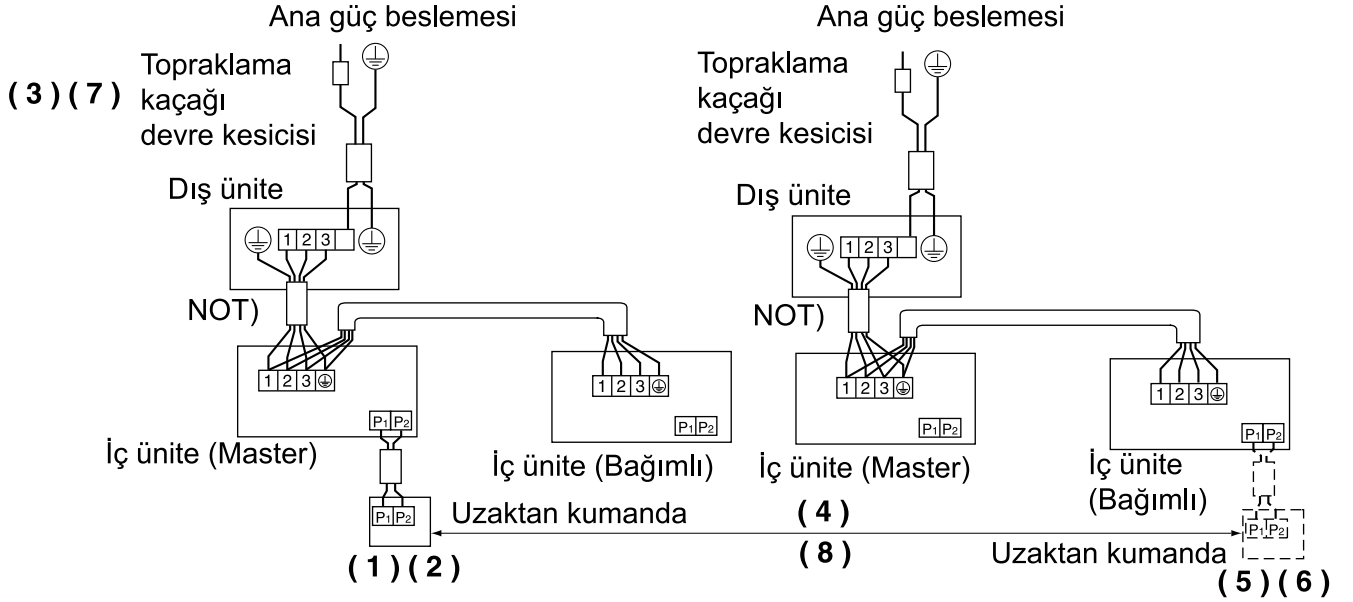 Ana güç beslemesi
Topraklama
kaçağı
devre kesicisi
( 3 ) ( 7 )
Dış ünite
1 2 3
NOT)
1 2 3
P1 P2
İç ünite (Master)
P1 P2
( 1 ) ( 2 )
1 2 3
P1 P2
İç ünite (Bağımlı)
Uzaktan kumanda
Ana güç beslemesi
Topraklama
kaçağı
devre kesicisi
Dış ünite
1 2 3
NOT)
1 2 3
P1 P2
İç ünite (Master)
( 4 )
( 8 )
1 2 3
P1 P2
İç ünite
(Bağımlı)
P1 P2
Uzaktan kumanda
( 5 ) ( 6 )